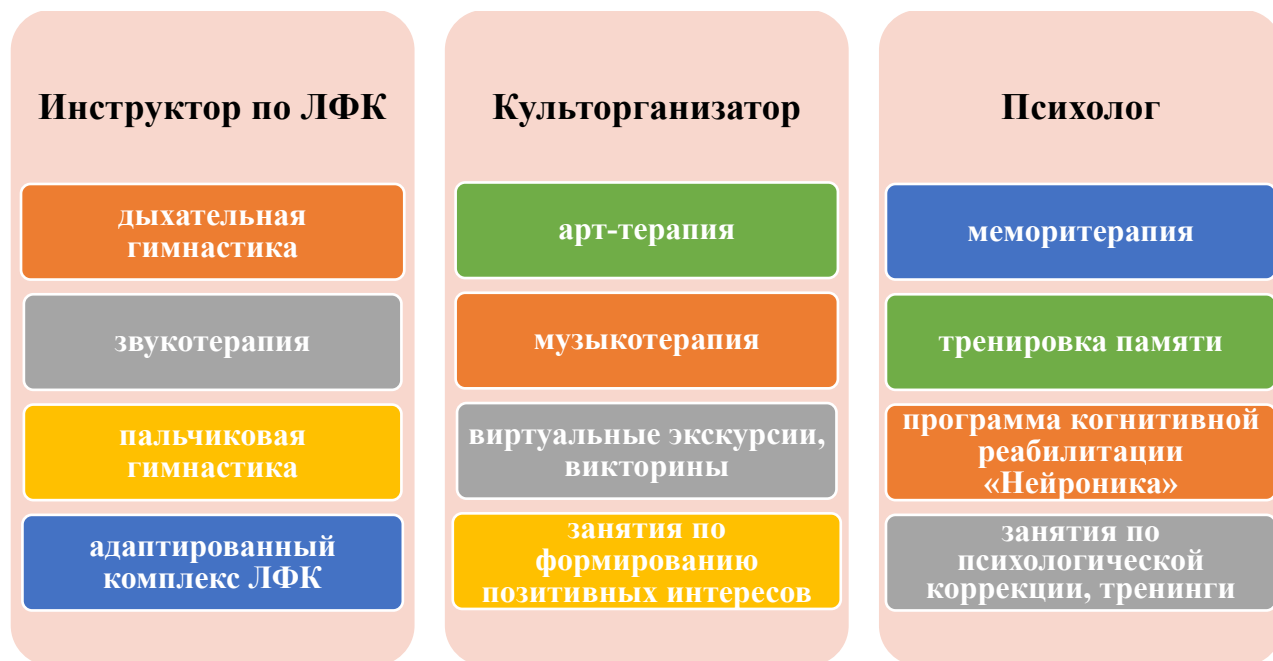 Инструктор по ЛФК
дыхательная
гимнастика
звукотерапия
пальчиковая
гимнастика
адаптированный
комплекс ЛФК
Культорганизатор
арт-терапия
музыкотерапия
виртуальные экскурсии,
викторины
занятия по
формированию
позитивных интересов
Психолог
меморитерапия
тренировка памяти
программа когнитивной
реабилитации
«Нейроника»
занятия по
психологической
коррекции, тренинги